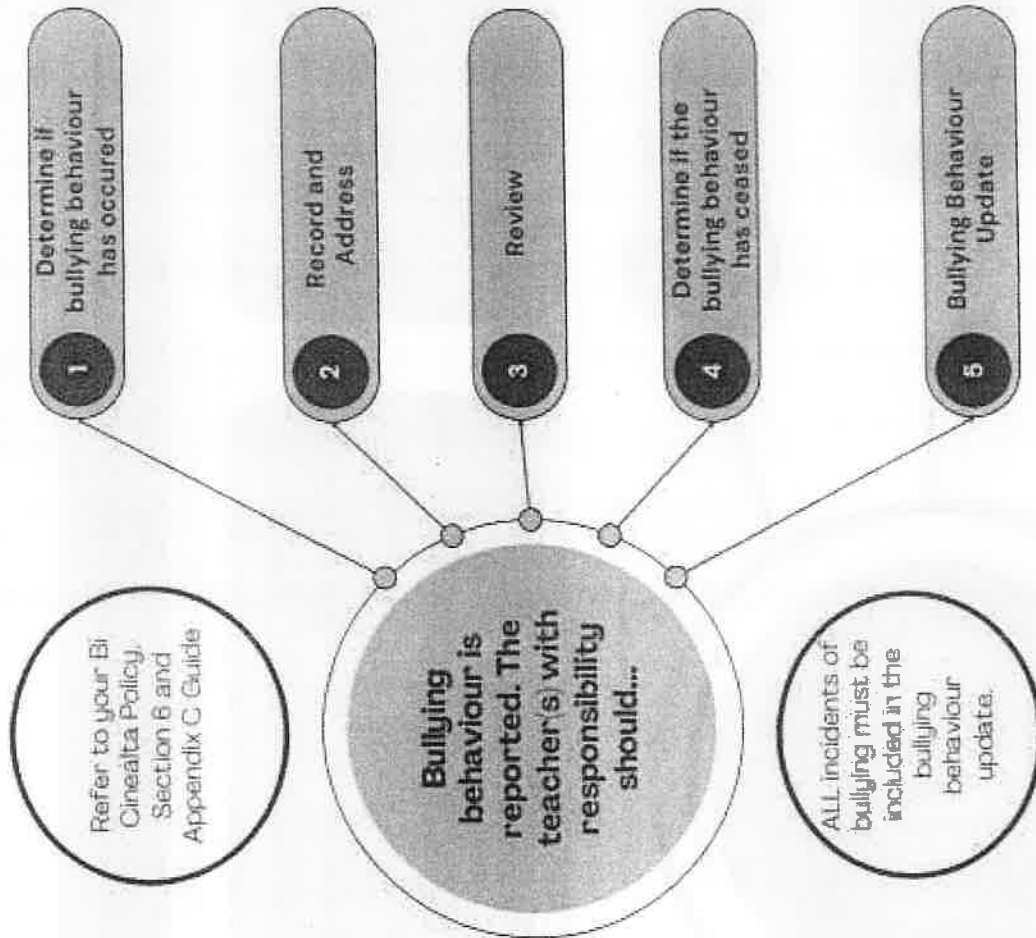 Refer to your Bi
Cinealta Policy,
Section 6 and
Appendix C Guide
Bullying
behaviour is
reported. The
teacher(s) with
responsibility
should...
ALL incidents of
bullying must be
included in the
bullying
behaviour
update.
1
Determine if
bullying behaviour
has occured
2
Record and
Address
3
Review
4
Determine if the
bullying behaviour
has ceased
5
Bullying Behaviour
Update